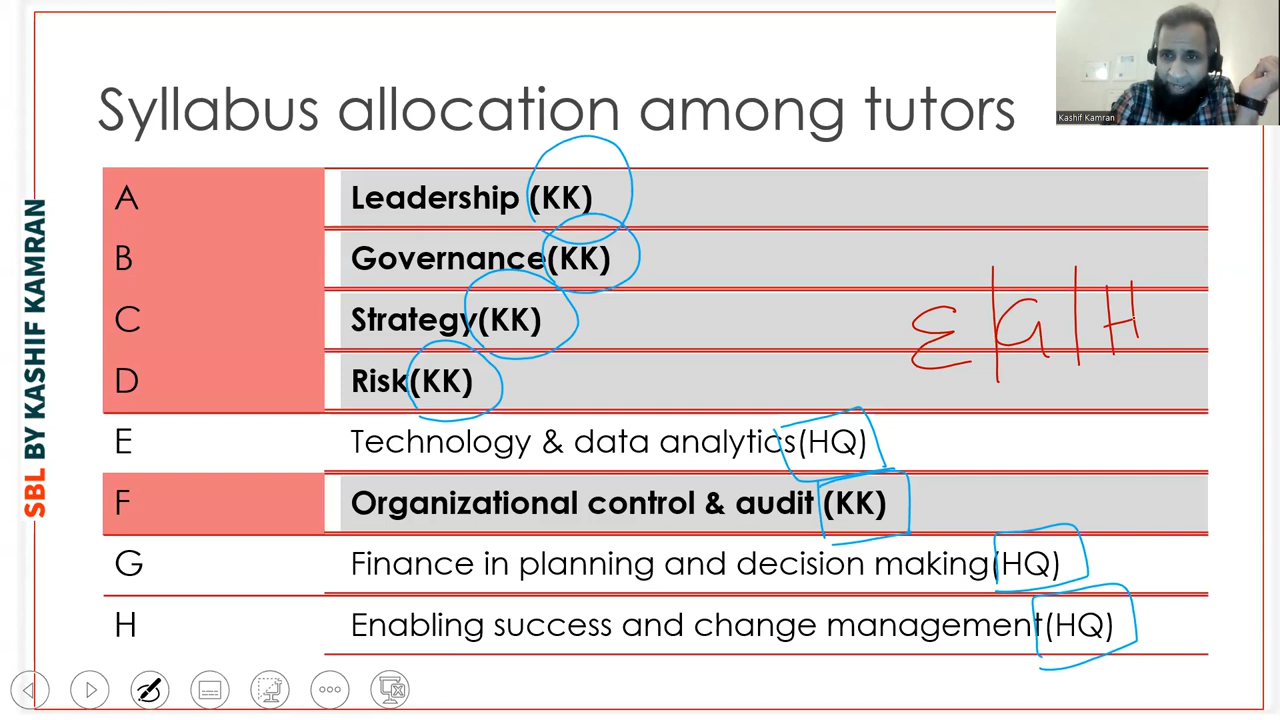 Syllabus allocation among tutors
Kashif Kamran
A Leadership (KK)
B Governance(KK)
C Strategy(KK)
D Risk(KK)
E Technology & data analytics(HQ)
F Organizational control & audit (KK)
G Finance in planning and decision making(HQ)
H Enabling success and change management(HQ)
E | G | H
SBL BY KASHIF KAMRAN